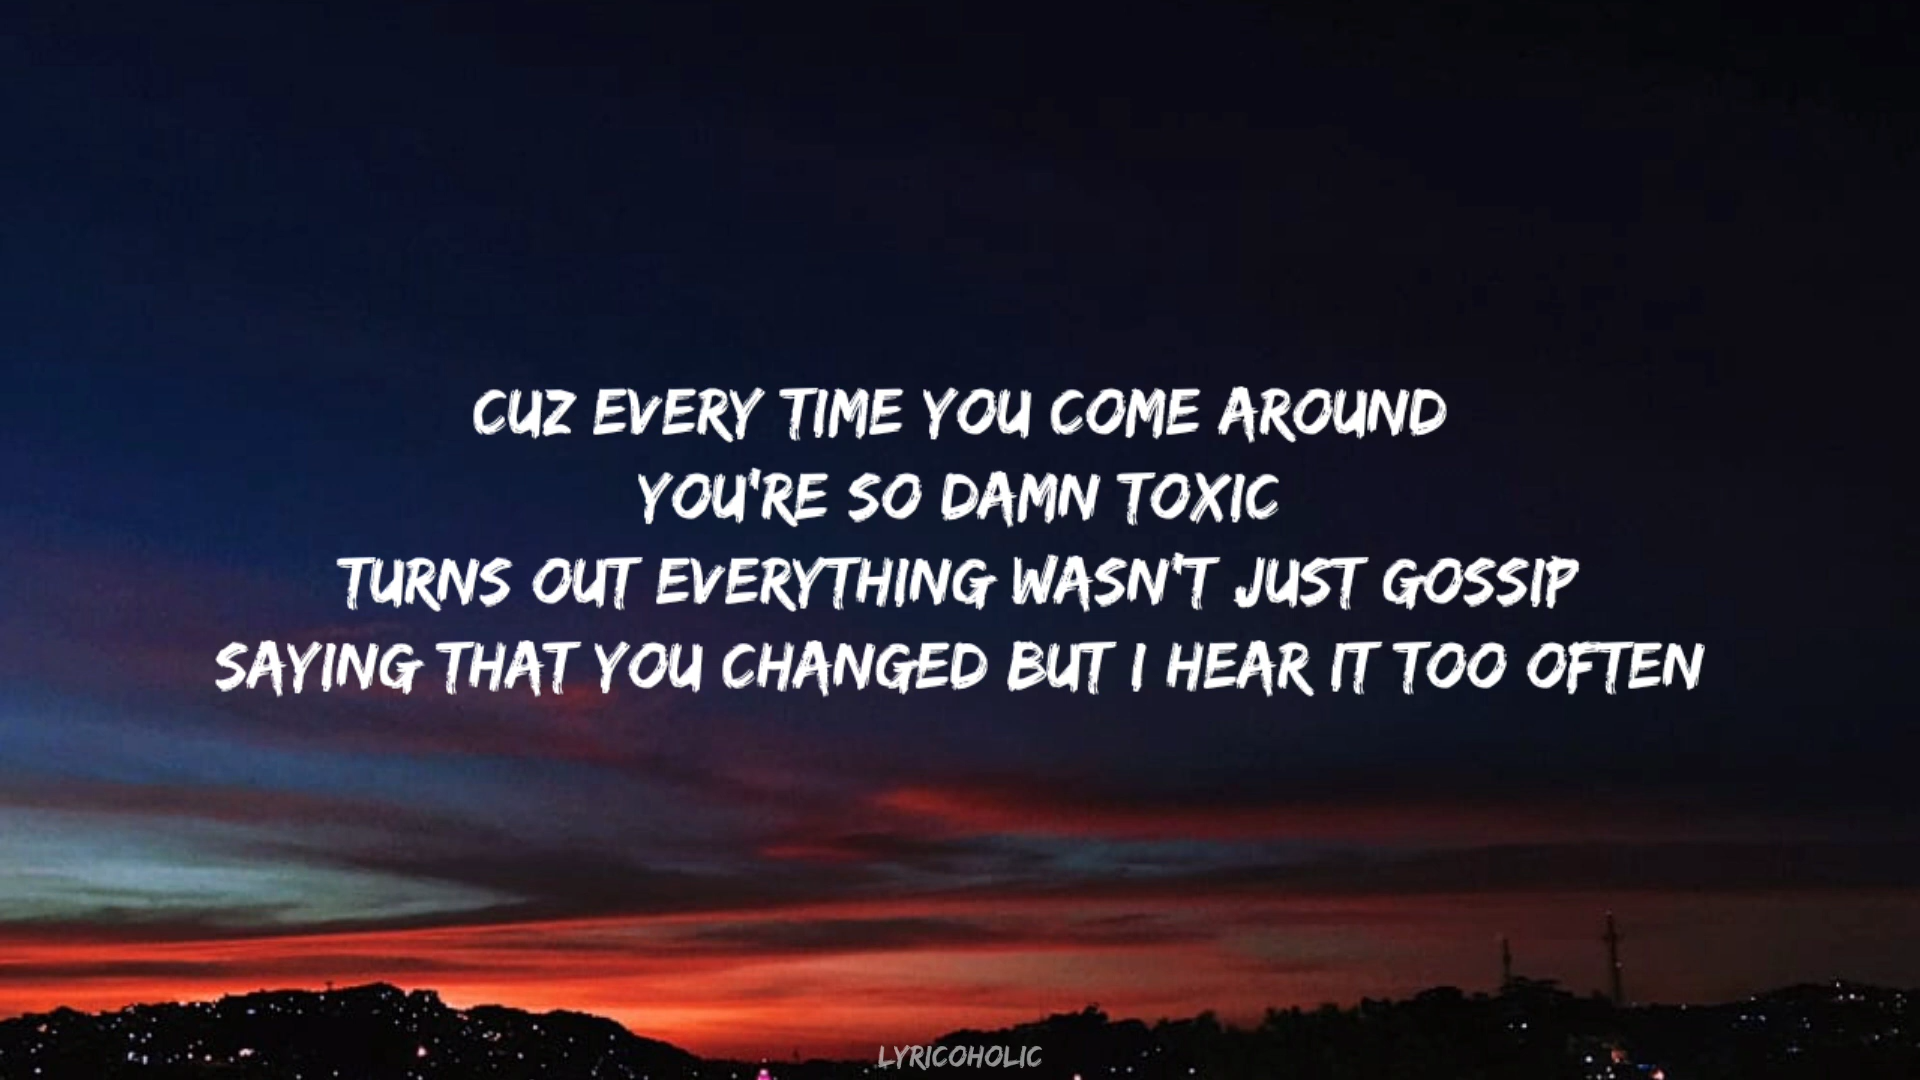 CUZ EVERY TIME YOU COME AROUND
YOU'RE SO DAMN TOXIC
TURNS OUT EVERYTHING WASN'T JUST GOSSIP
SAYING THAT YOU CHANGED BUT I HEAR IT TOO OFTEN
LYRICOHOLIC